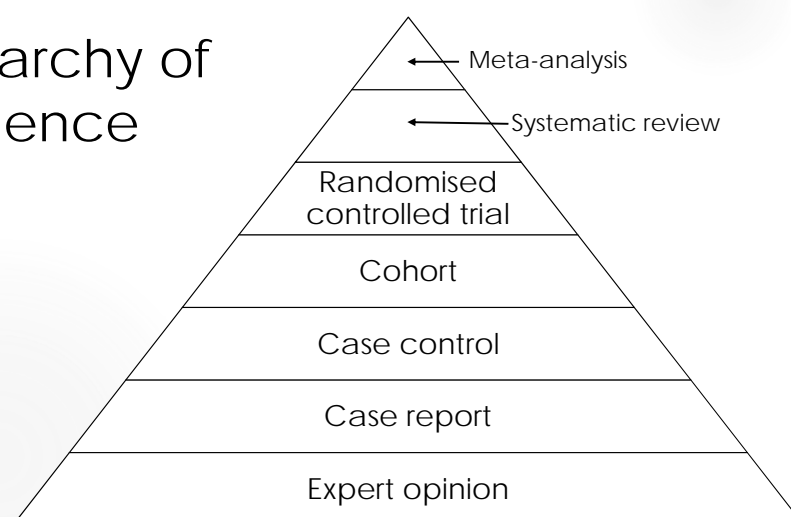 archy of
ence
Meta-analysis
Systematic review
Randomised
controlled trial
Cohort
Case control
Case report
Expert opinion